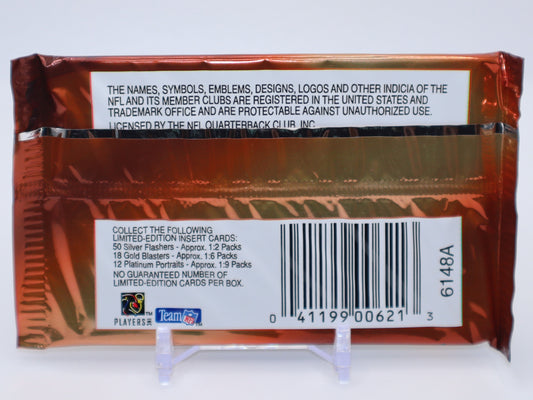 THE NAMES, SYMBOLS, EMBLEMS, DESIGNS, LOGOS AND OTHER INDICIA OF THE
NFL AND ITS MEMBER CLUBS ARE REGISTERED IN THE UNITED STATES AND
TRADEMARK OFFICE AND ARE PROTECTABLE AGAINST UNAUTHORIZED USE.
LICENSED BY THE NFL QUARTERBACK CLUB, INC.
COLLECT THE FOLLOWING
LIMITED-EDITION INSERT CARDS:
50 Silver Flashers - Approx. 1:2 Packs
18 Gold Blasters - Approx. 1:6 Packs
12 Platinum Portraits - Approx. 1:9 Packs
NO GUARANTEED NUMBER OF
LIMITED-EDITION CARDS PER BOX.
PLAYERS INC
TM
Team NFL
TM
0 41199 00621 3
6148A